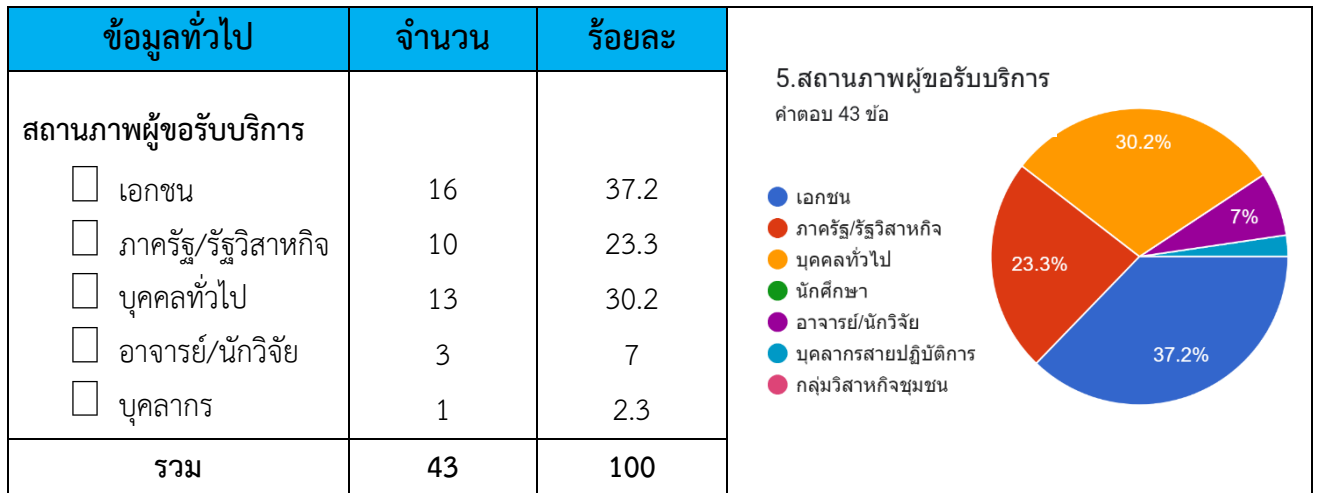 ข้อมูลทั่วไป จำนวน ร้อยละ
สถานภาพผู้ขอรับบริการ
เอกชน 16 37.2
ภาครัฐ/รัฐวิสาหกิจ 10 23.3
บุคคลทั่วไป 13 30.2
อาจารย์/นักวิจัย 3 7
บุคลากร 1 2.3
รวม 43 100
5.สถานภาพผู้ขอรับบริการ
คำตอบ 43 ข้อ
เอกชน
ภาครัฐ/รัฐวิสาหกิจ
บุคคลทั่วไป
นักศึกษา
อาจารย์/นักวิจัย
บุคลากรสายปฏิบัติการ
กลุ่มวิสาหกิจชุมชน
30.2%
7%
23.3%
37.2%